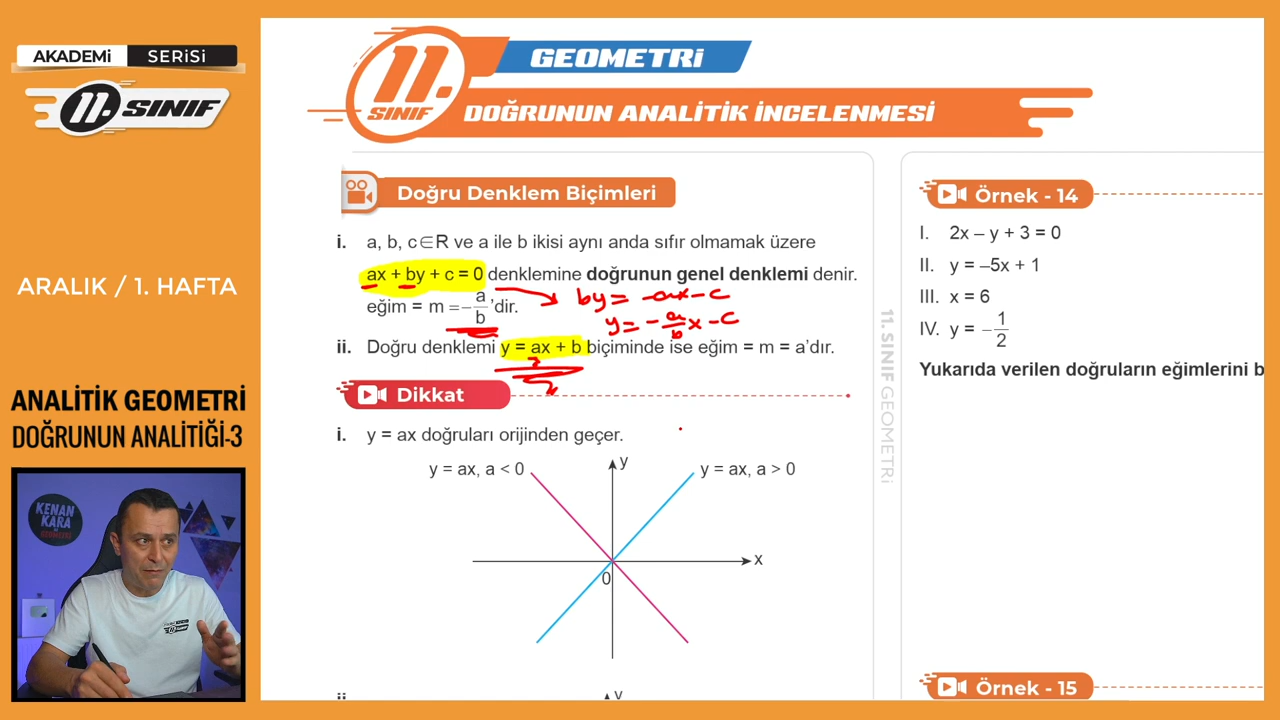 AKADEMİ SERİSİ
11. SINIF
ARALIK / 1. HAFTA
ANALİTİK GEOMETRİ
DOĞRUNUN ANALİTİĞİ-3
KENAN
KARA
GEOMETRİ
11. SINIF
11.
SINIF
GEOMETRİ
DOĞRUNUN ANALİTİK İNCELENMESİ
Doğru Denklem Biçimleri
i. a, b, c∈R ve a ile b ikisi aynı anda sıfır olmamak üzere
ax + by + c = 0 denklemine doğrunun genel denklemi denir.
by = -ax - c
eğim = m = -a/b 'dir.
y = -a/b x - c
ii. Doğru denklemi y = ax + b biçiminde ise eğim = m = a'dır.
Dikkat
i. y = ax doğruları orijinden geçer.
y = ax, a < 0
y
y = ax, a > 0
x
0
ii.
y
11. SINIF GEOMETRİ
Örnek - 14
I. 2x – y + 3 = 0
II. y = –5x + 1
III. x = 6
IV. y = -1/2
Yukarıda verilen doğruların eğimlerini b
Örnek - 15